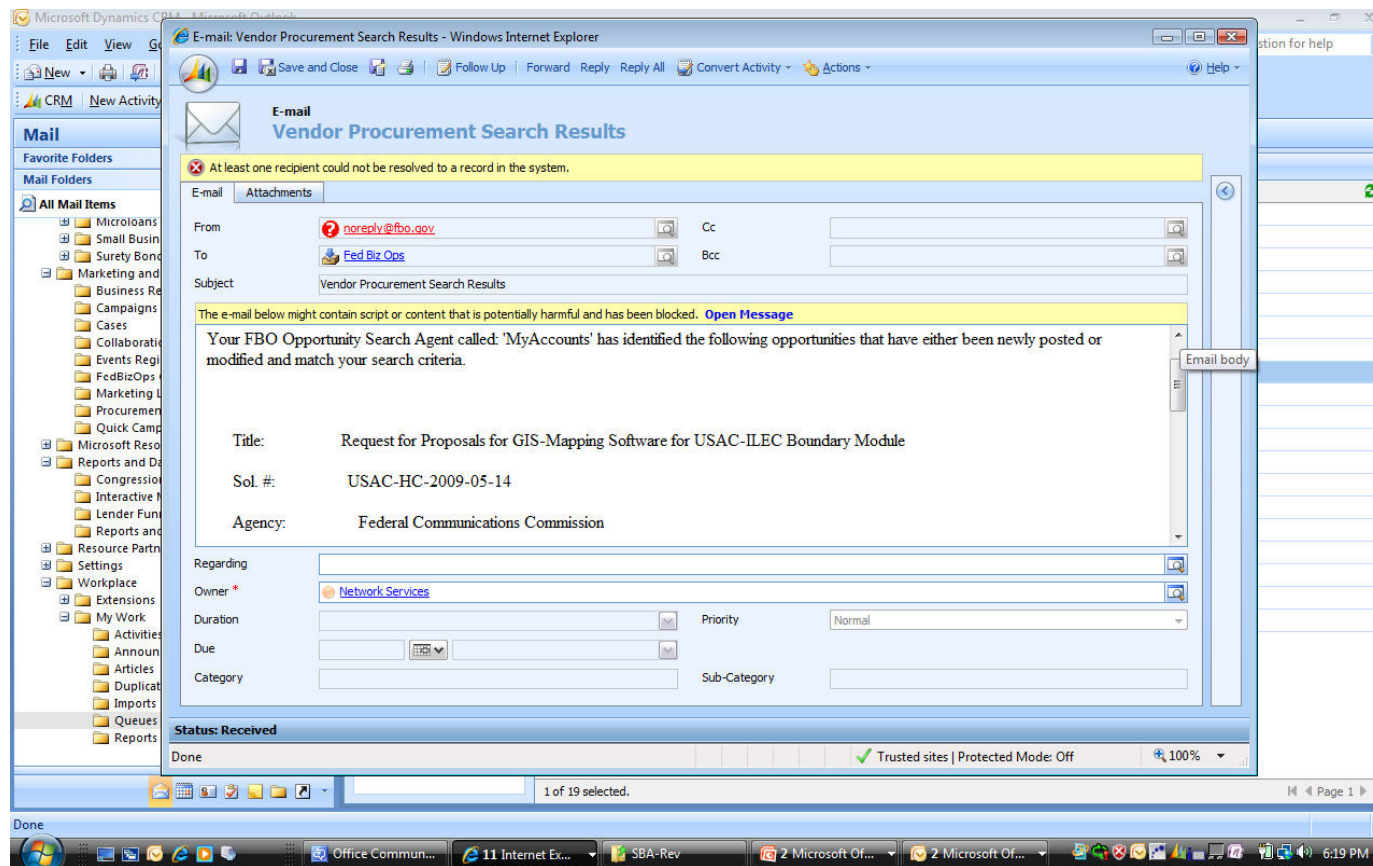 Microsoft Dynamics CRM - Microsoft Outlook
File Edit View Go
stion for help
New
CRM New Activity
Mail
Favorite Folders
Mail Folders
All Mail Items
Microloans
Small Busin
Surety Bond
Marketing and
Business Re
Campaigns
Cases
Collaboratio
Events Regi
FedBizOps
Marketing L
Procuremen
Quick Camp
Microsoft Reso
Reports and Da
Congression
Interactive M
Lender Funn
Reports and
Resource Partn
Settings
Workplace
Extensions
My Work
Activities
Announ
Articles
Duplicat
Imports
Queues
Reports
E-mail: Vendor Procurement Search Results - Windows Internet Explorer
Save and Close Follow Up Forward Reply Reply All Convert Activity Actions Help
E-mail
Vendor Procurement Search Results
At least one recipient could not be resolved to a record in the system.
E-mail Attachments
From noreply@fbo.gov Cc
To Fed Biz Ops Bcc
Subject Vendor Procurement Search Results
The e-mail below might contain script or content that is potentially harmful and has been blocked. Open Message
Your FBO Opportunity Search Agent called: 'MyAccounts' has identified the following opportunities that have either been newly posted or
modified and match your search criteria.
Email body
Title: Request for Proposals for GIS-Mapping Software for USAC-ILEC Boundary Module
Sol. #: USAC-HC-2009-05-14
Agency: Federal Communications Commission
Regarding
Owner * Network Services
Duration Priority Normal
Due
Category Sub-Category
Status: Received
Done Trusted sites | Protected Mode: Off 100%
1 of 19 selected. Page 1
Done
Office Commun... 11 Internet Ex... SBA-Rev 2 Microsoft Of... 2 Microsoft Of... 6:19 PM